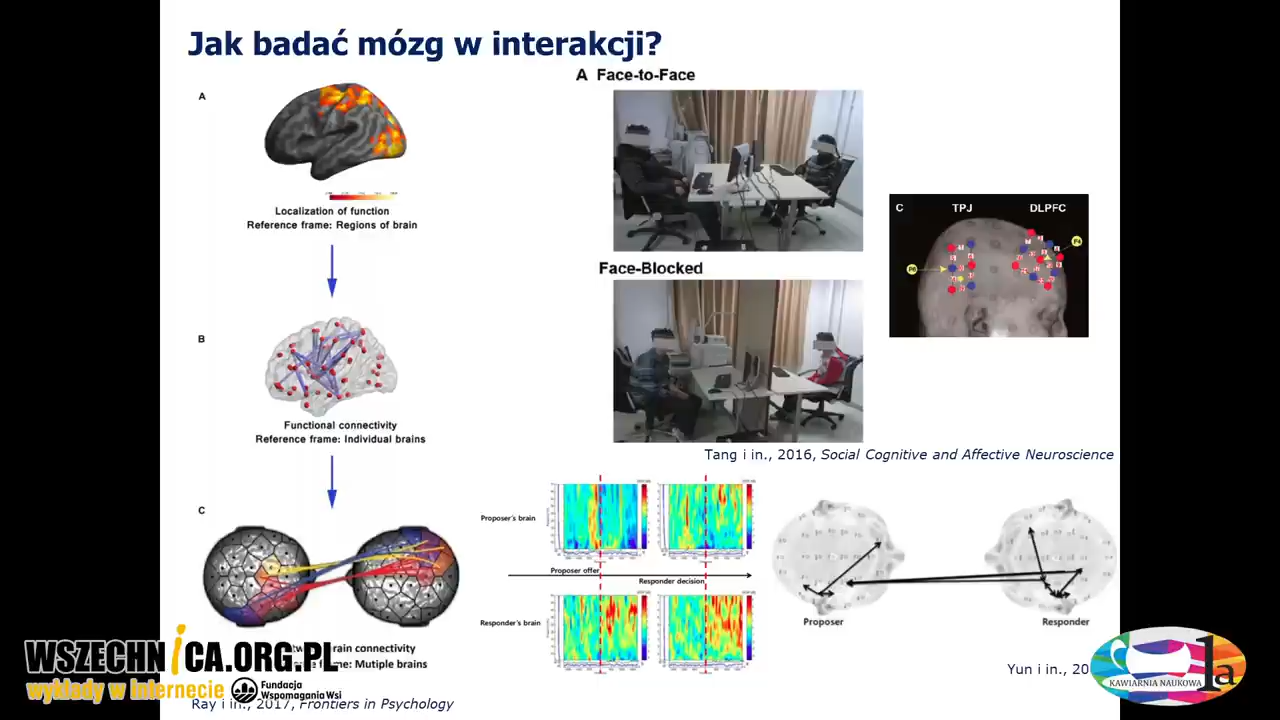 Jak badać mózg w interakcji?
A
Localization of function
Reference frame: Regions of brain
B
Functional connectivity
Reference frame: Individual brains
C
brain connectivity
Mutiple brains
Ray i in., 2017, Frontiers in Psychology
A Face-to-Face
Face-Blocked
C TPJ DLPFC
P6
F4
Tang i in., 2016, Social Cognitive and Affective Neuroscience
Proposer's brain
Proposer offer
Responder decision
Responder's brain
Proposer
Responder
Yun i in., 20
WSZECHNICA.ORG.PL
wykłady w internecie
Fundacja
Wspomagania Wsi
KAWIARNIA NAUKOWA 1a